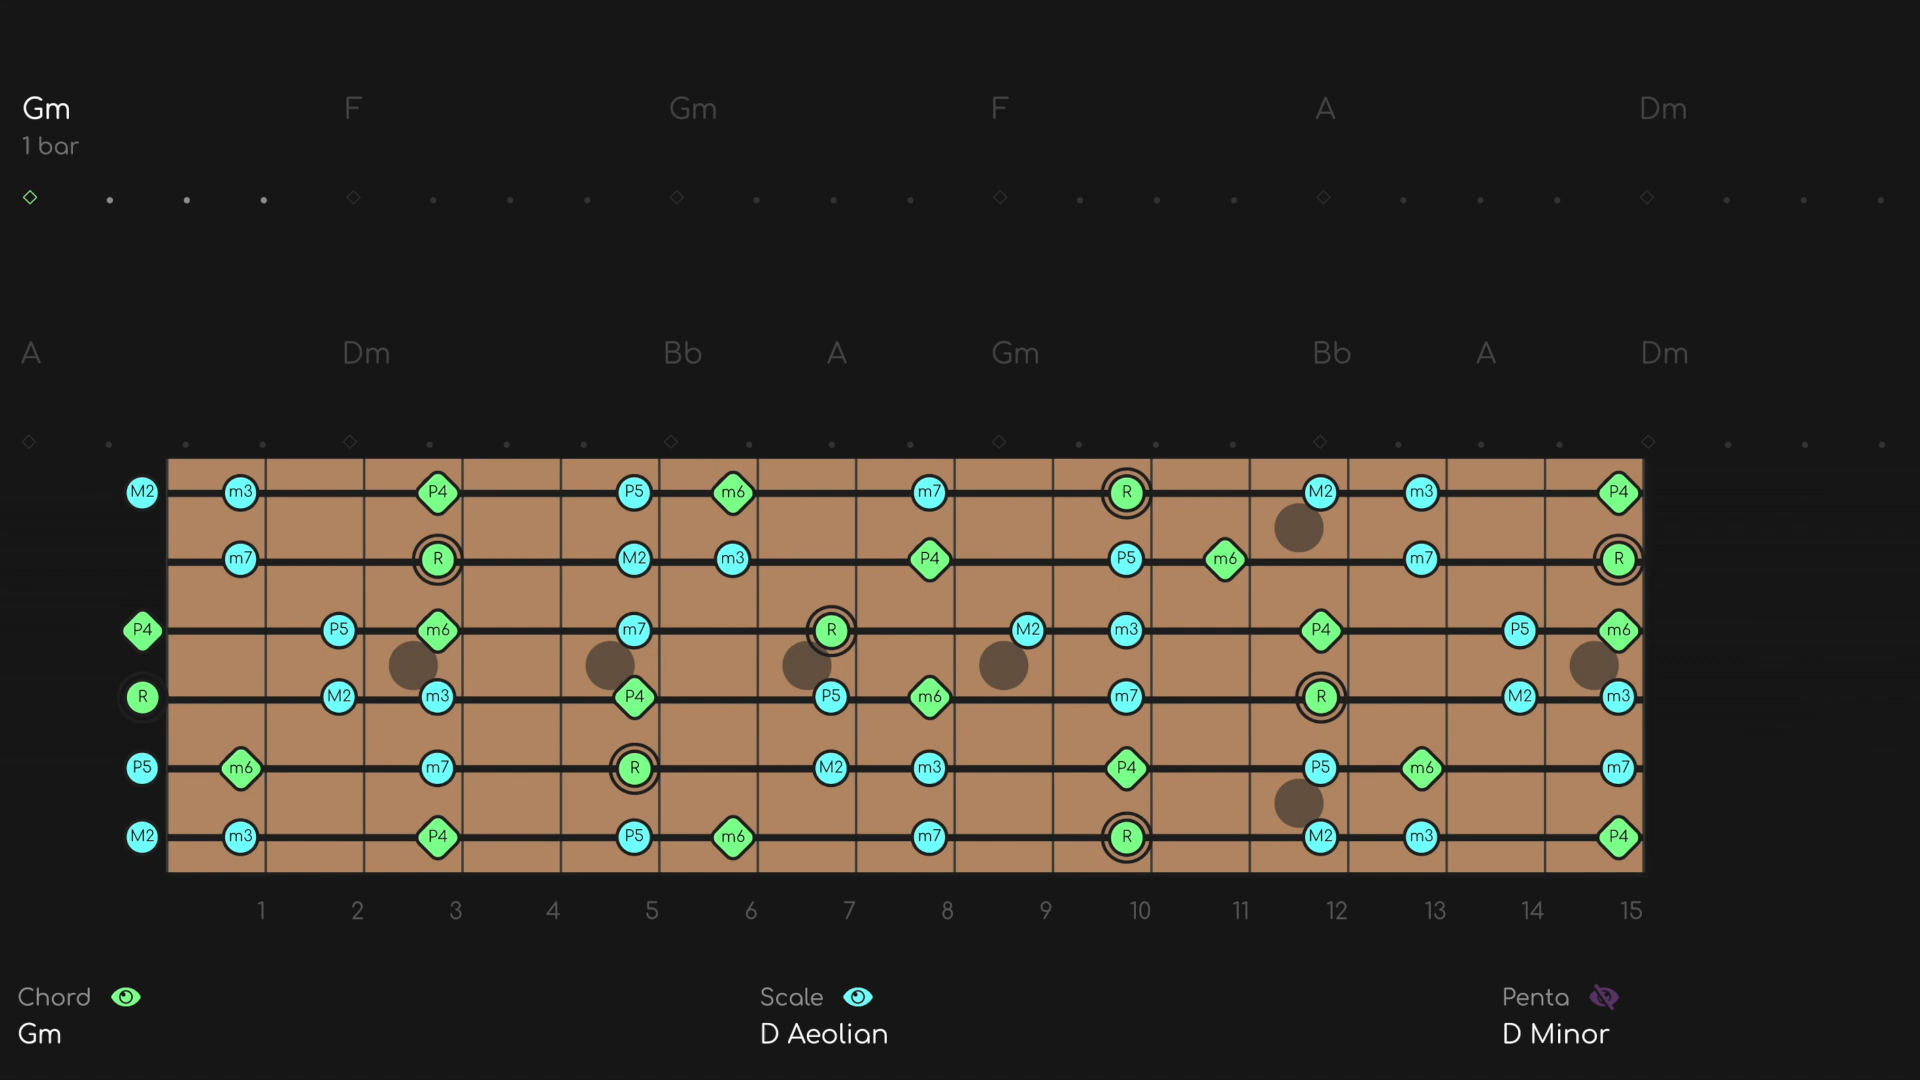 Gm F Gm F A Dm
1 bar
A Dm Bb A Gm Bb A Dm
M2 m3 P4 P5 m6 m7 R M2 m3 P4
m7 R M2 m3 P4 P5 m6 m7 R
P4 P5 m6 m7 R M2 m3 P4 P5 m6
R M2 m3 P4 P5 m6 m7 R M2 m3
P5 m6 m7 R M2 m3 P4 P5 m6 m7
M2 m3 P4 P5 m6 m7 R M2 m3 P4
1 2 3 4 5 6 7 8 9 10 11 12 13 14 15
Chord Scale Penta
Gm D Aeolian D Minor